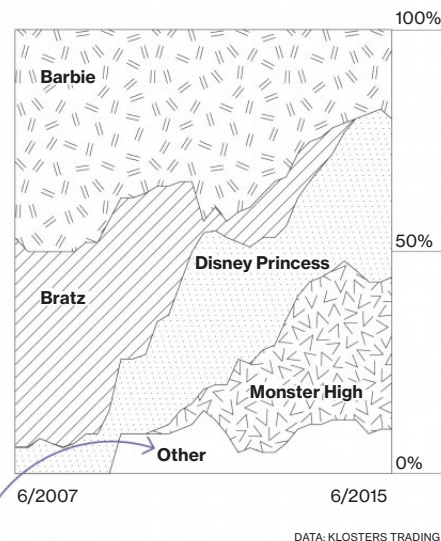 100%
Barbie
50%
Disney Princess
Bratz
Monster High
Other
0%
6/2007
6/2015
DATA: KLOSTERS TRADING